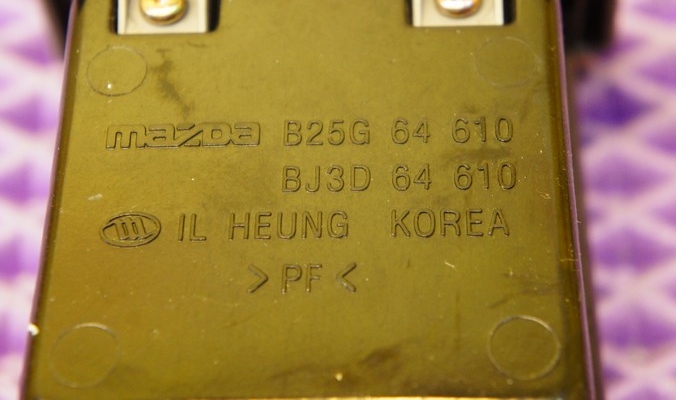 mazda B25G 64 610
BJ3D 64 610
IL HEUNG KOREA
>PF<